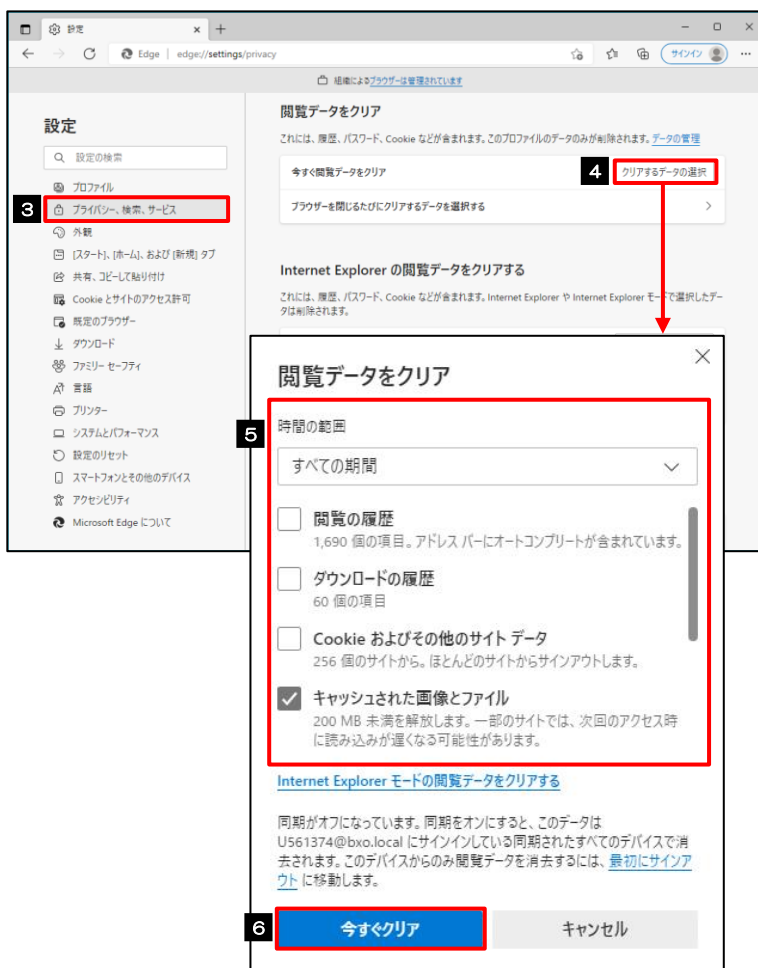 設定
Edge | edge://settings/privacy
サインイン
組織によるブラウザーは管理されています
設定
設定の検索
プロファイル
3
プライバシー、検索、サービス
外観
[スタート]、[ホーム]、および [新規] タブ
共有、コピーして貼り付け
Cookie とサイトのアクセス許可
既定のブラウザー
ダウンロード
ファミリー セーフティ
言語
プリンター
システムとパフォーマンス
設定のリセット
スマートフォンとその他のデバイス
アクセシビリティ
Microsoft Edge について
閲覧データをクリア
これには、履歴、パスワード、Cookie などが含まれます。このプロファイルのデータのみが削除されます。データの管理
今すぐ閲覧データをクリア
4
クリアするデータの選択
ブラウザーを閉じるたびにクリアするデータを選択する
Internet Explorer の閲覧データをクリアする
これには、履歴、パスワード、Cookie などが含まれます。Internet Explorer や Internet Explorer モードで選択したデー
タは削除されます。
閲覧データをクリア
5
時間の範囲
すべての期間
閲覧の履歴
1,690 個の項目。アドレス バーにオートコンプリートが含まれています。
ダウンロードの履歴
60 個の項目
Cookie およびその他のサイト データ
256 個のサイトから。ほとんどのサイトからサインアウトします。
キャッシュされた画像とファイル
200 MB 未満を解放します。一部のサイトでは、次回のアクセス時
に読み込みが遅くなる可能性があります。
Internet Explorer モードの閲覧データをクリアする
同期がオフになっています。同期をオンにすると、このデータは
U561374@bxo.local にサインインしている同期されたすべてのデバイスで消
去されます。このデバイスからのみ閲覧データを消去するには、最初にサインア
ウト に移動します。
6
今すぐクリア
キャンセル